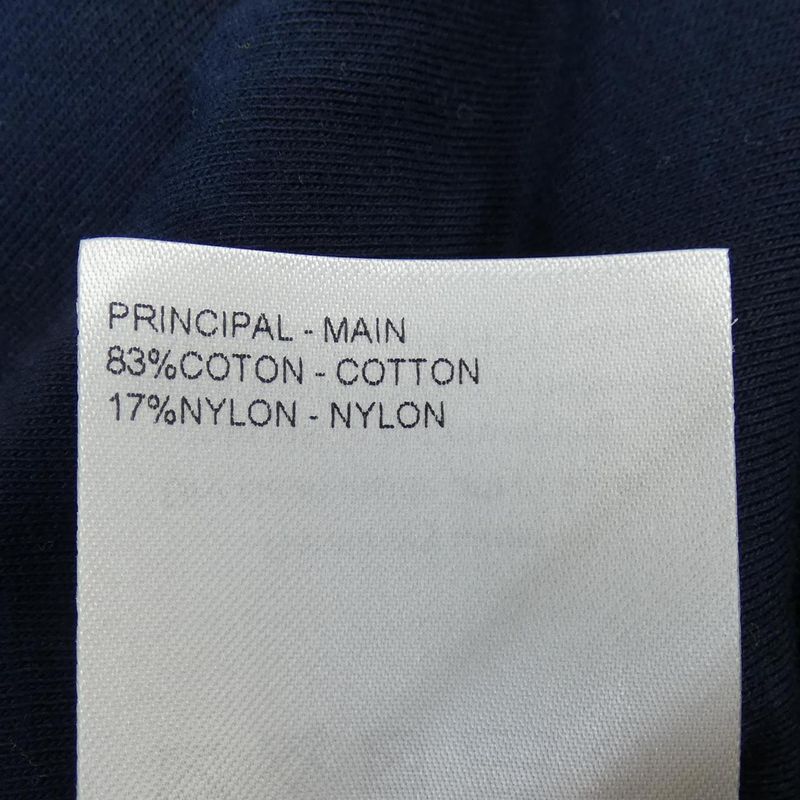 PRINCIPAL - MAIN
83%COTON - COTTON
17%NYLON - NYLON